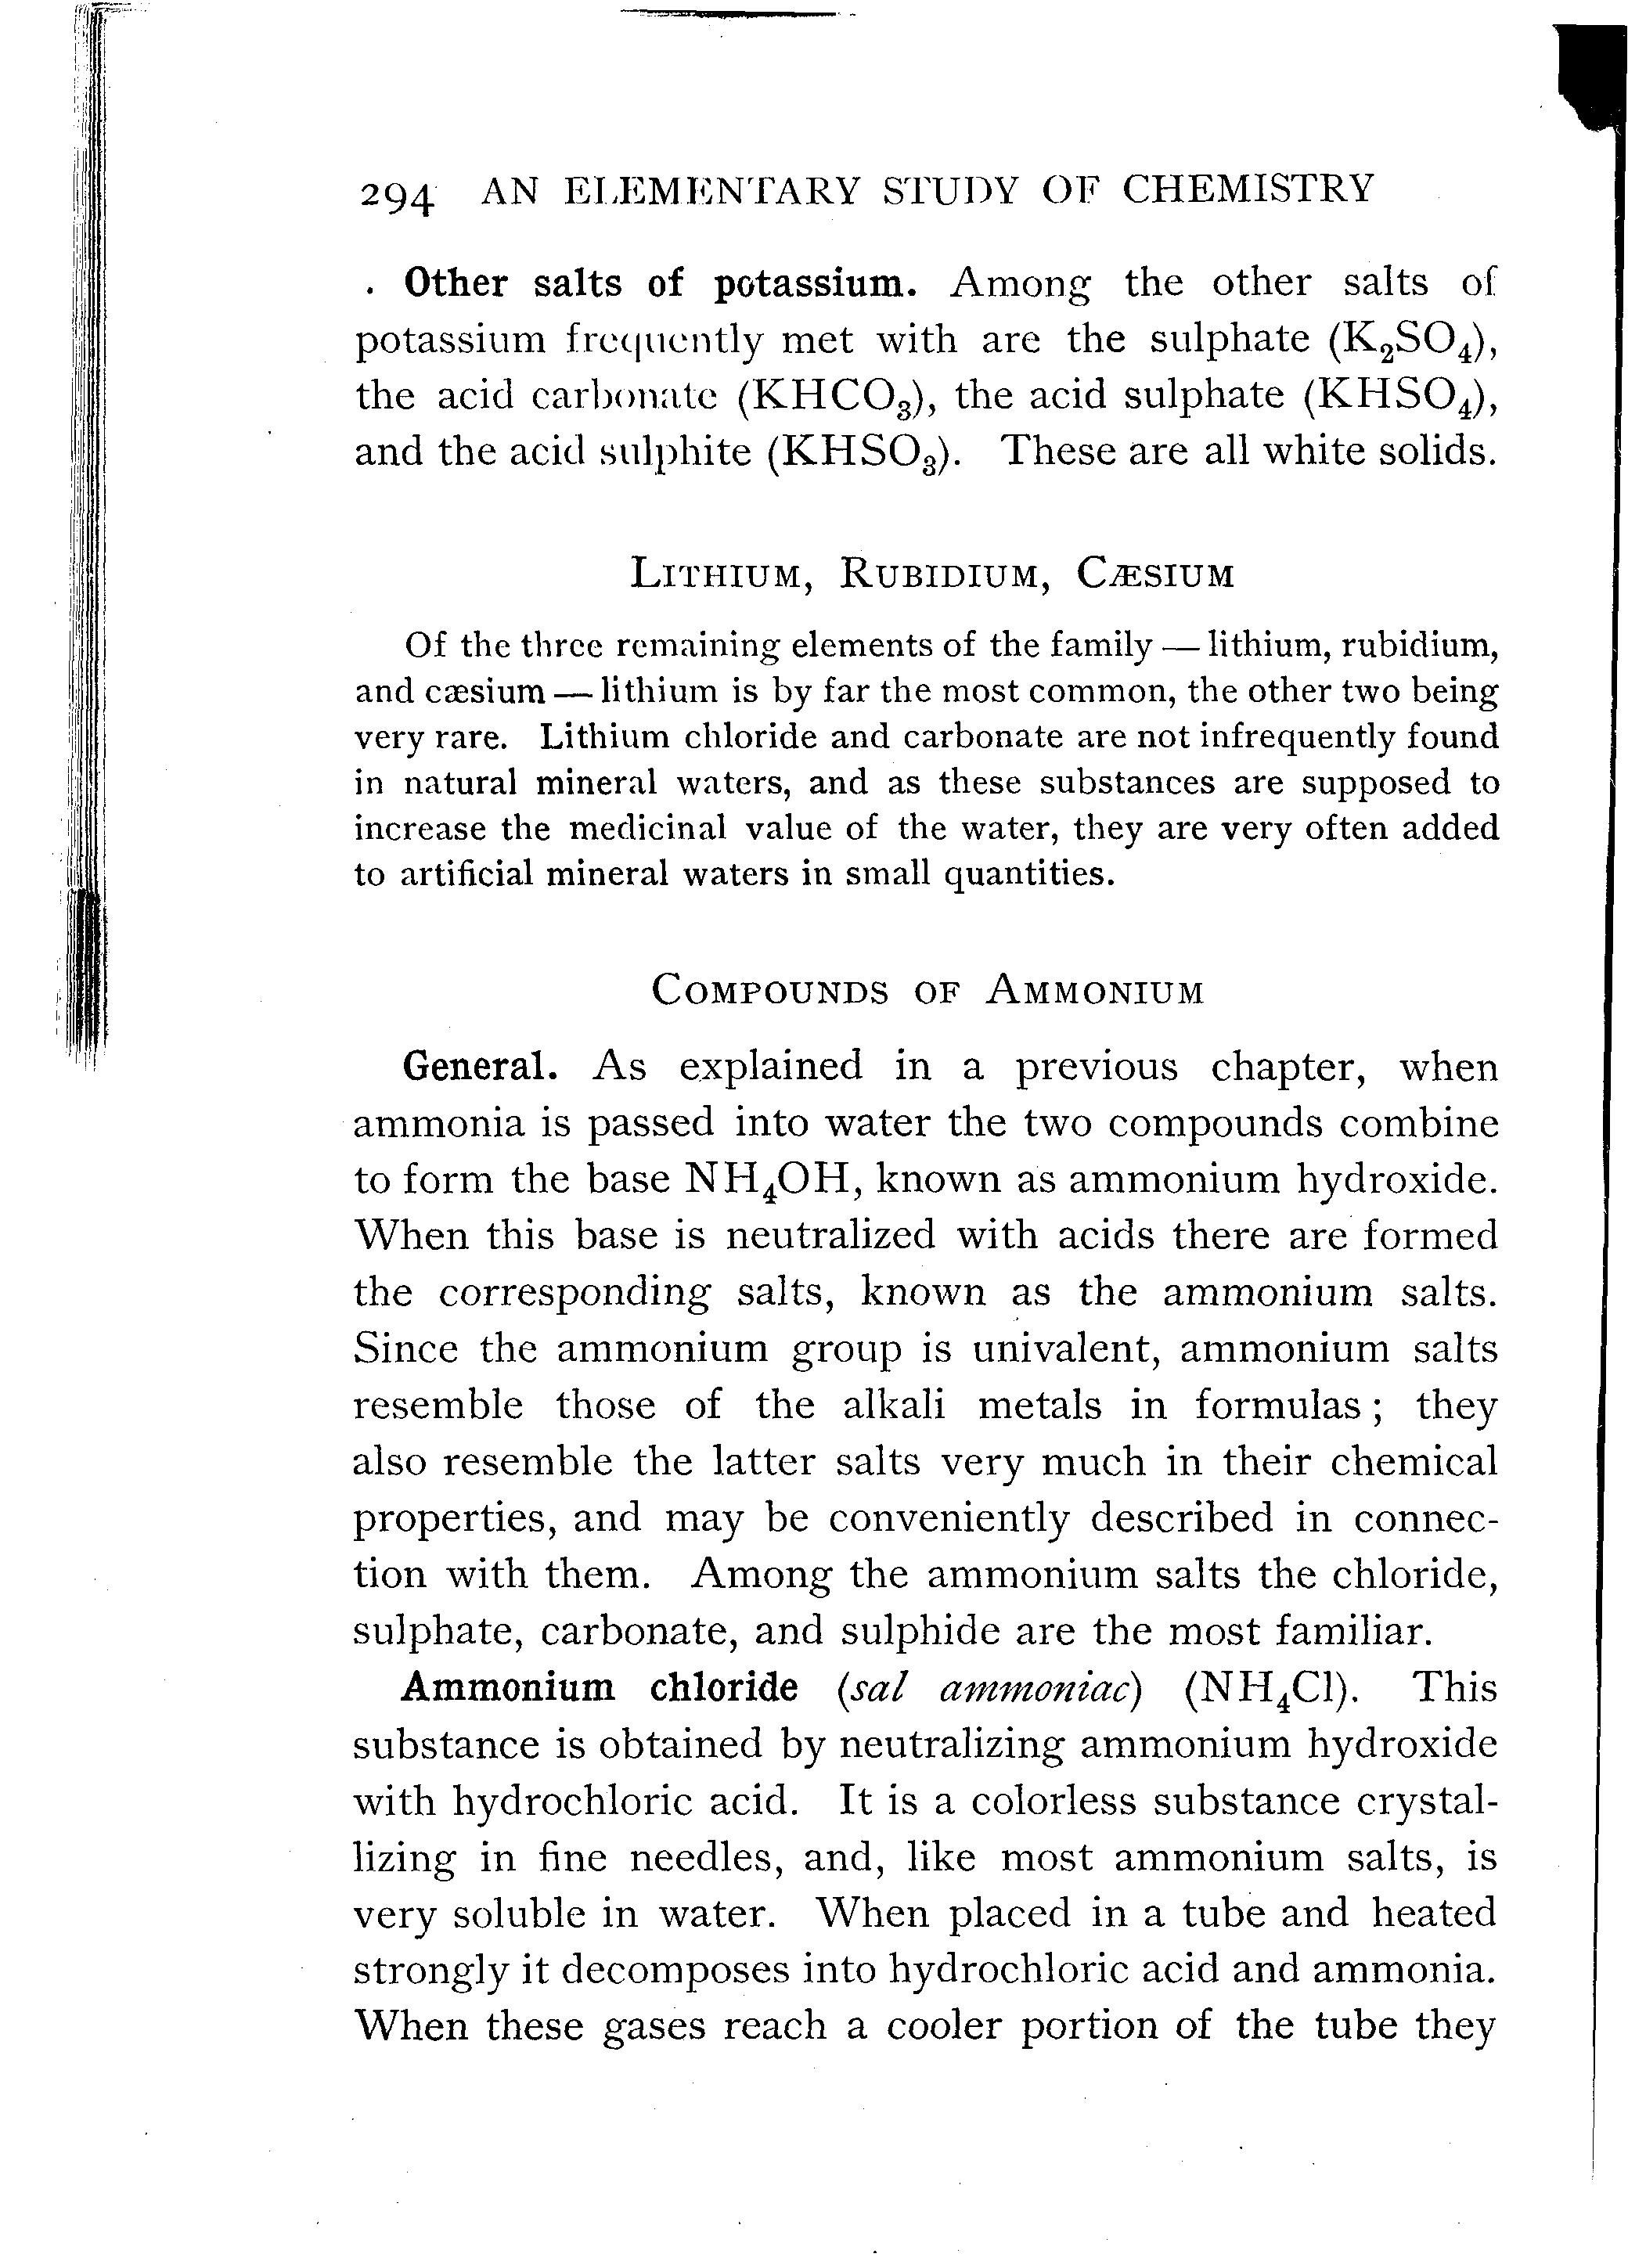 294 AN ELEMENTARY STUDY OF CHEMISTRY
Other salts of potassium. Among the other salts of
potassium frequently met with are the sulphate (K₂SO₄),
the acid carbonate (KHCO₃), the acid sulphate (KHSO₄),
and the acid sulphite (KHSO₃). These are all white solids.
LITHIUM, RUBIDIUM, CÆSIUM
Of the three remaining elements of the family — lithium, rubidium,
and cæsium — lithium is by far the most common, the other two being
very rare. Lithium chloride and carbonate are not infrequently found
in natural mineral waters, and as these substances are supposed to
increase the medicinal value of the water, they are very often added
to artificial mineral waters in small quantities.
COMPOUNDS OF AMMONIUM
General. As explained in a previous chapter, when
ammonia is passed into water the two compounds combine
to form the base NH₄OH, known as ammonium hydroxide.
When this base is neutralized with acids there are formed
the corresponding salts, known as the ammonium salts.
Since the ammonium group is univalent, ammonium salts
resemble those of the alkali metals in formulas; they
also resemble the latter salts very much in their chemical
properties, and may be conveniently described in connec-
tion with them. Among the ammonium salts the chloride,
sulphate, carbonate, and sulphide are the most familiar.
Ammonium chloride (sal ammoniac) (NH₄Cl). This
substance is obtained by neutralizing ammonium hydroxide
with hydrochloric acid. It is a colorless substance crystal-
lizing in fine needles, and, like most ammonium salts, is
very soluble in water. When placed in a tube and heated
strongly it decomposes into hydrochloric acid and ammonia.
When these gases reach a cooler portion of the tube they